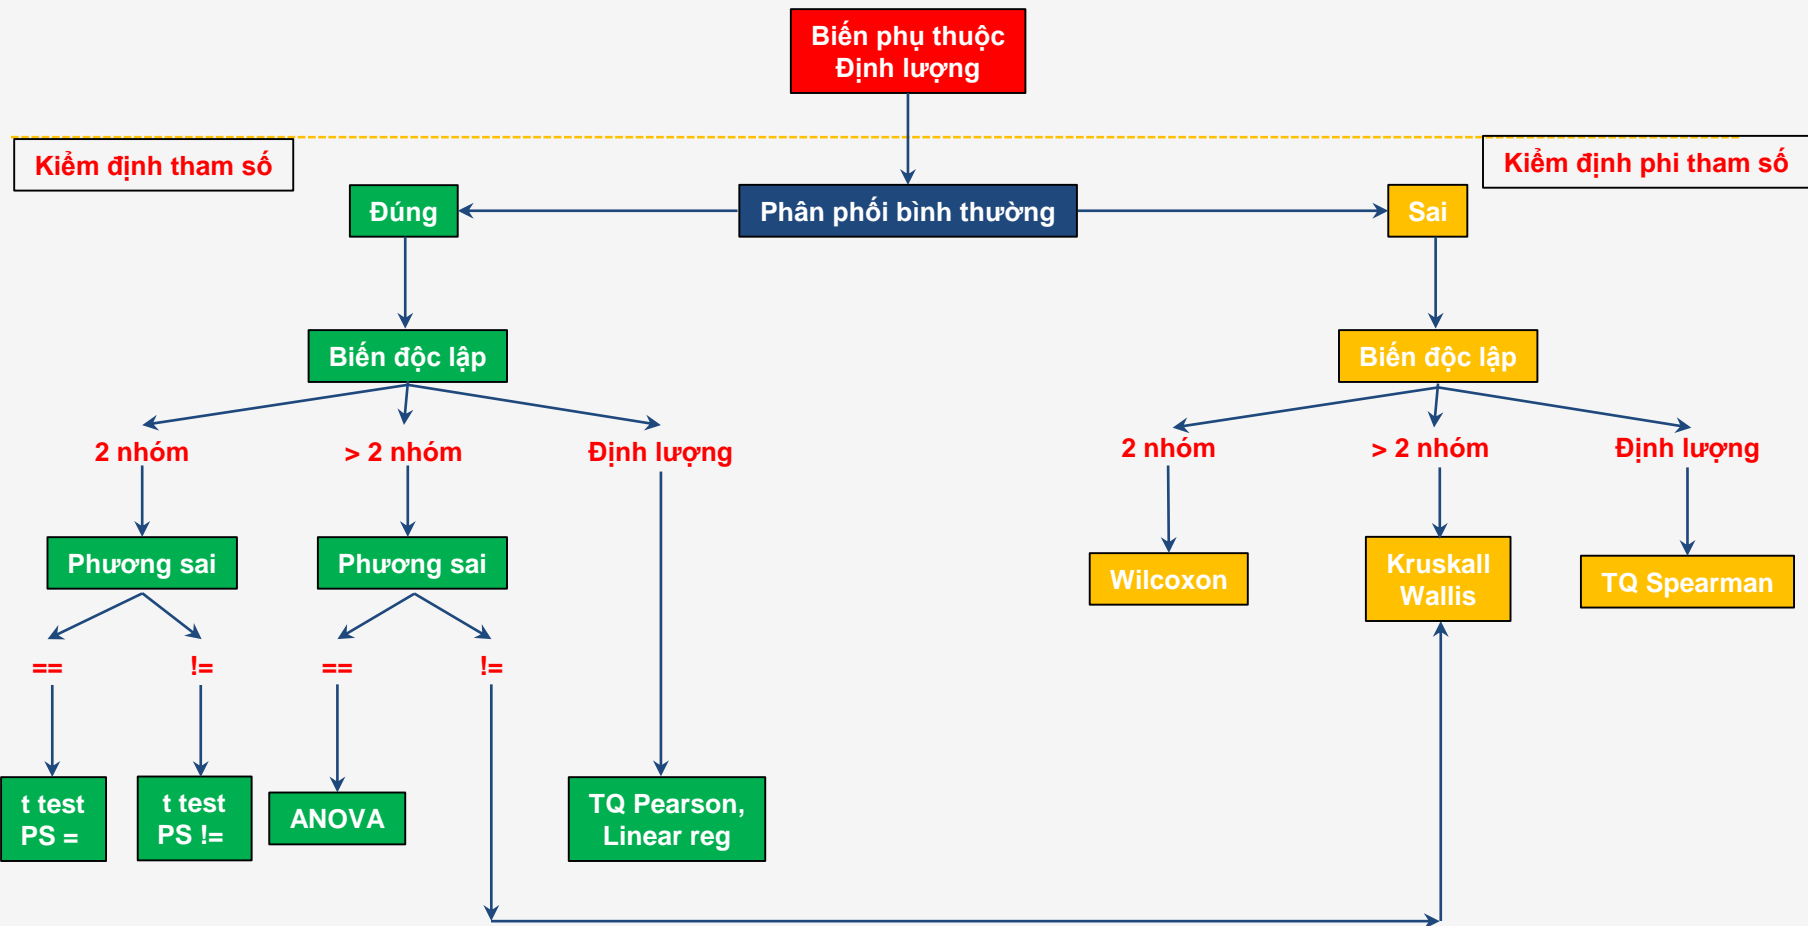 Biến phụ thuộc
Định lượng
Kiểm định tham số
Kiểm định phi tham số
Đúng
Phân phối bình thường
Sai
Biến độc lập
Biến độc lập
2 nhóm
> 2 nhóm
Định lượng
2 nhóm
> 2 nhóm
Định lượng
Phương sai
Phương sai
Wilcoxon
Kruskall
Wallis
TQ Spearman
==
!=
==
!=
t test
PS =
t test
PS !=
ANOVA
TQ Pearson,
Linear reg